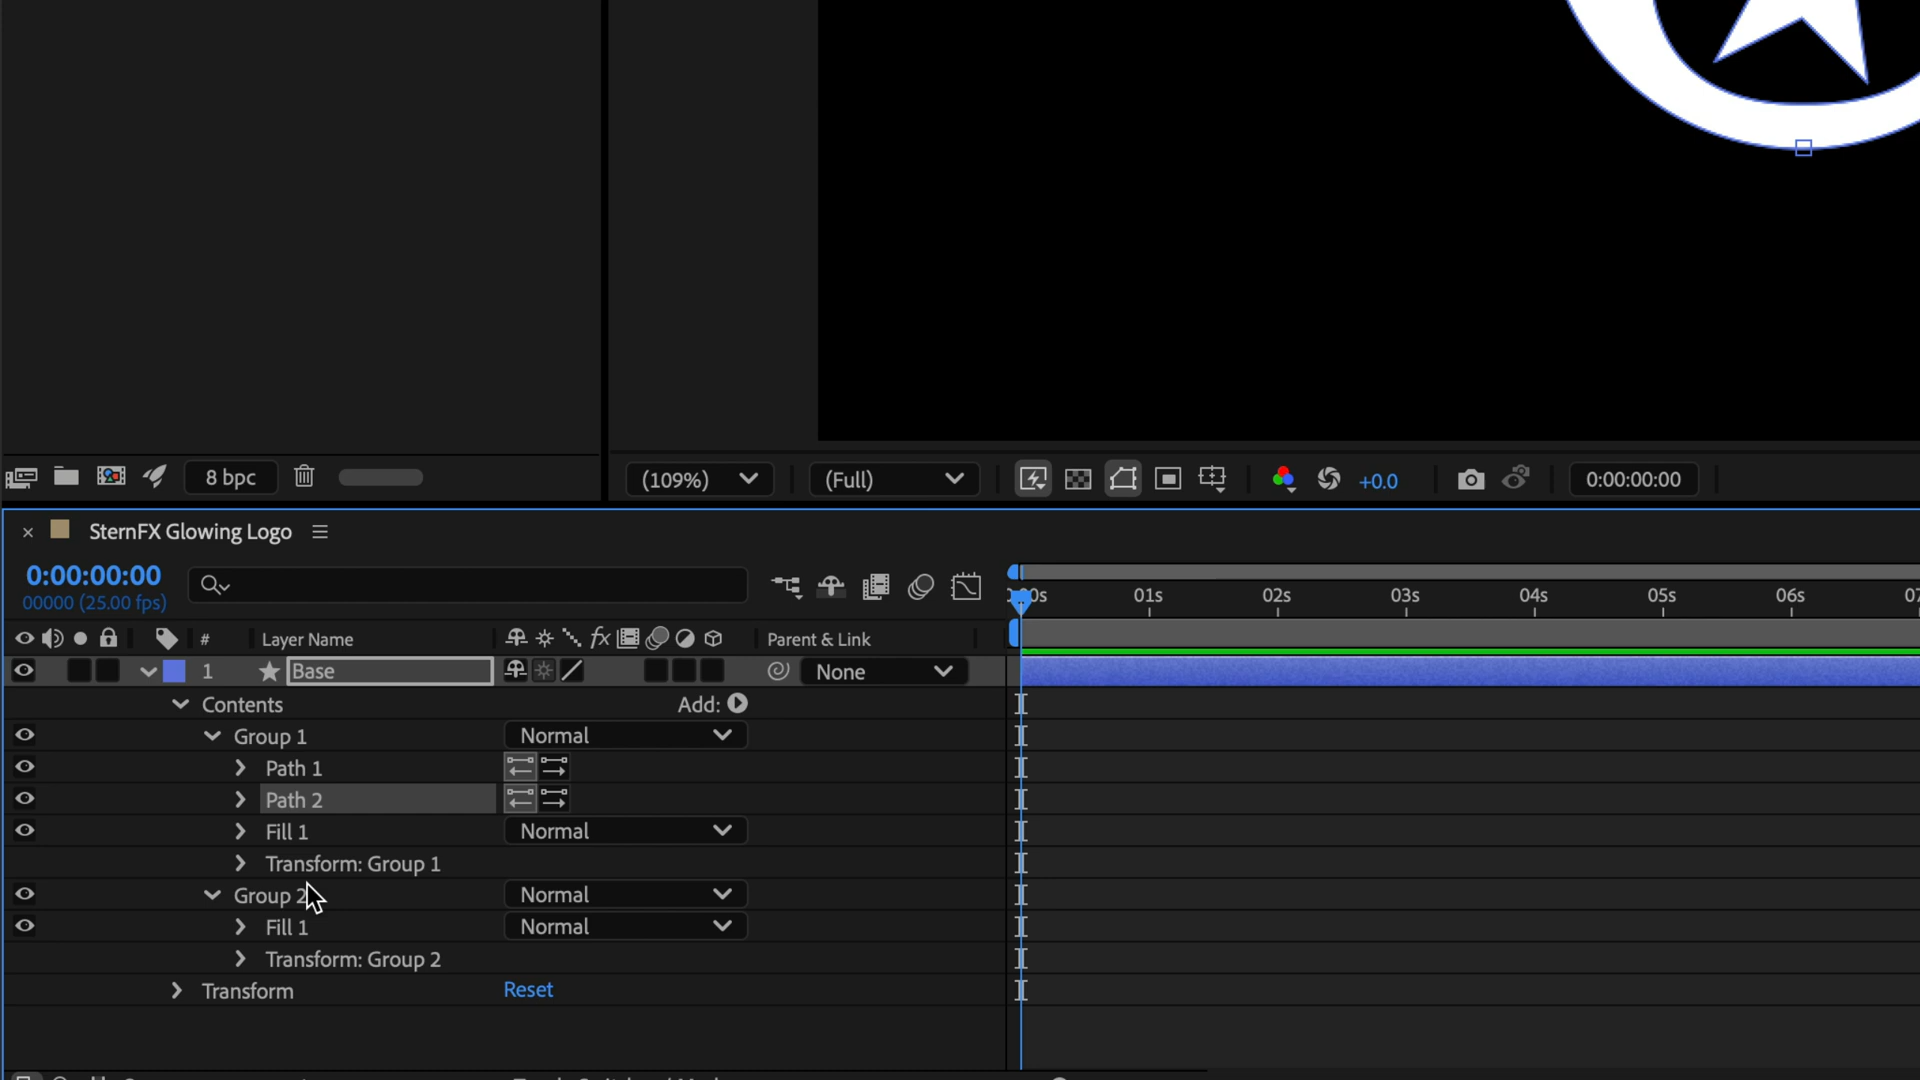 8 bpc
(109%)
(Full)
+0.0
0:00:00:00
SternFX Glowing Logo
0:00:00:00
00000 (25.00 fps)
01s 02s 03s 04s 05s 06s
# Layer Name fx Parent & Link
1 Base None
Contents Add:
Group 1 Normal
Path 1
Path 2
Fill 1 Normal
Transform: Group 1
Group 2 Normal
Fill 1 Normal
Transform: Group 2
Transform Reset